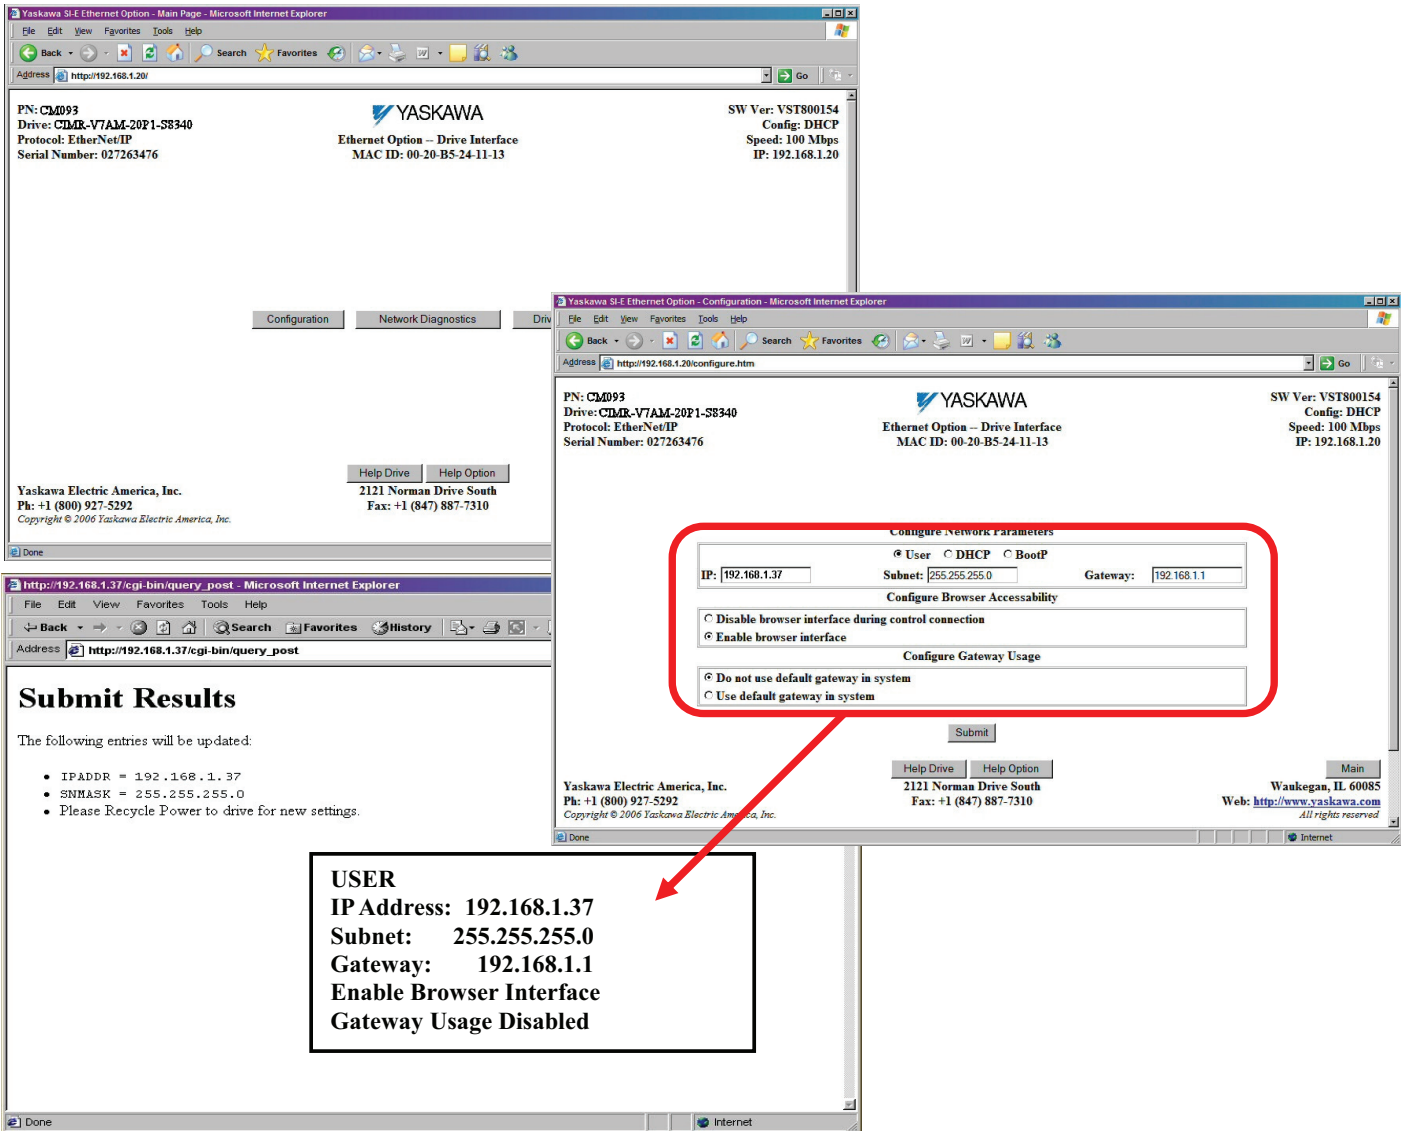 Yaskawa SI-E Ethernet Option - Main Page - Microsoft Internet Explorer
File Edit View Favorites Tools Help
Back Search Favorites
Address http://192.168.1.20/ Go
PN: CM093
Drive: CIMR-V7AM-20P1-S8340
Protocol: EtherNet/IP
Serial Number: 027263476
YASKAWA
Ethernet Option -- Drive Interface
MAC ID: 00-20-B5-24-11-13
SW Ver: VST800154
Config: DHCP
Speed: 100 Mbps
IP: 192.168.1.20
Configuration Network Diagnostics Driv
Help Drive Help Option
Yaskawa Electric America, Inc.
Ph: +1 (800) 927-5292
Copyright © 2006 Yaskawa Electric America, Inc.
2121 Norman Drive South
Fax: +1 (847) 887-7310
Done
Yaskawa SI-E Ethernet Option - Configuration - Microsoft Internet Explorer
File Edit View Favorites Tools Help
Back Search Favorites
Address http://192.168.1.20/configure.htm Go
PN: CM093
Drive: CIMR-V7AM-20P1-S8340
Protocol: EtherNet/IP
Serial Number: 027263476
YASKAWA
Ethernet Option -- Drive Interface
MAC ID: 00-20-B5-24-11-13
SW Ver: VST800154
Config: DHCP
Speed: 100 Mbps
IP: 192.168.1.20
Configure Network Parameters
User DHCP BootP
IP: 192.168.1.37 Subnet: 255.255.255.0 Gateway: 192.168.1.1
Configure Browser Accessability
Disable browser interface during control connection
Enable browser interface
Configure Gateway Usage
Do not use default gateway in system
Use default gateway in system
Submit
Help Drive Help Option Main
Yaskawa Electric America, Inc.
Ph: +1 (800) 927-5292
Copyright © 2006 Yaskawa Electric America, Inc.
2121 Norman Drive South
Fax: +1 (847) 887-7310
Waukegan, IL 60085
Web: http://www.yaskawa.com
All rights reserved
Done Internet
http://192.168.1.37/cgi-bin/query_post - Microsoft Internet Explorer
File Edit View Favorites Tools Help
Back Search Favorites History
Address http://192.168.1.37/cgi-bin/query_post
Submit Results
The following entries will be updated:
• IPADDR = 192.168.1.37
• SNMASK = 255.255.255.0
• Please Recycle Power to drive for new settings.
USER
IP Address: 192.168.1.37
Subnet: 255.255.255.0
Gateway: 192.168.1.1
Enable Browser Interface
Gateway Usage Disabled
Done Internet